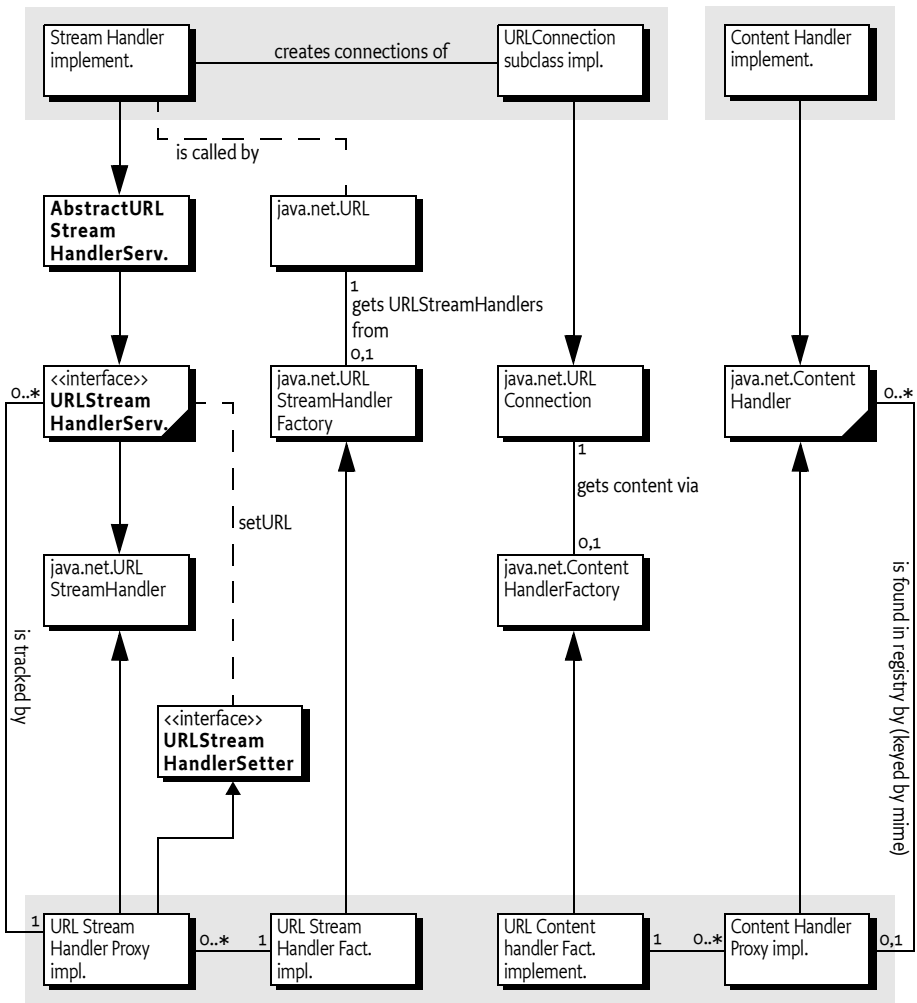 Stream Handler
implement.
creates connections of
URLConnection
subclass impl.
Content Handler
implement.
is called by
AbstractURL
Stream
HandlerServ.
java.net.URL
1
gets URLStreamHandlers
from
0,1
0..*
<<interface>>
URLStream
HandlerServ.
java.net.URL
StreamHandler
Factory
java.net.URL
Connection
java.net.Content
Handler
0..*
1
gets content via
0,1
setURL
java.net.URL
StreamHandler
java.net.Content
HandlerFactory
is tracked by
is found in registry by (keyed by mime)
<<interface>>
URLStream
HandlerSetter
1
URL Stream
Handler Proxy
impl.
0..*
1
URL Stream
Handler Fact.
impl.
URL Content
handler Fact.
implement.
1
0..*
Content Handler
Proxy impl.
0,1